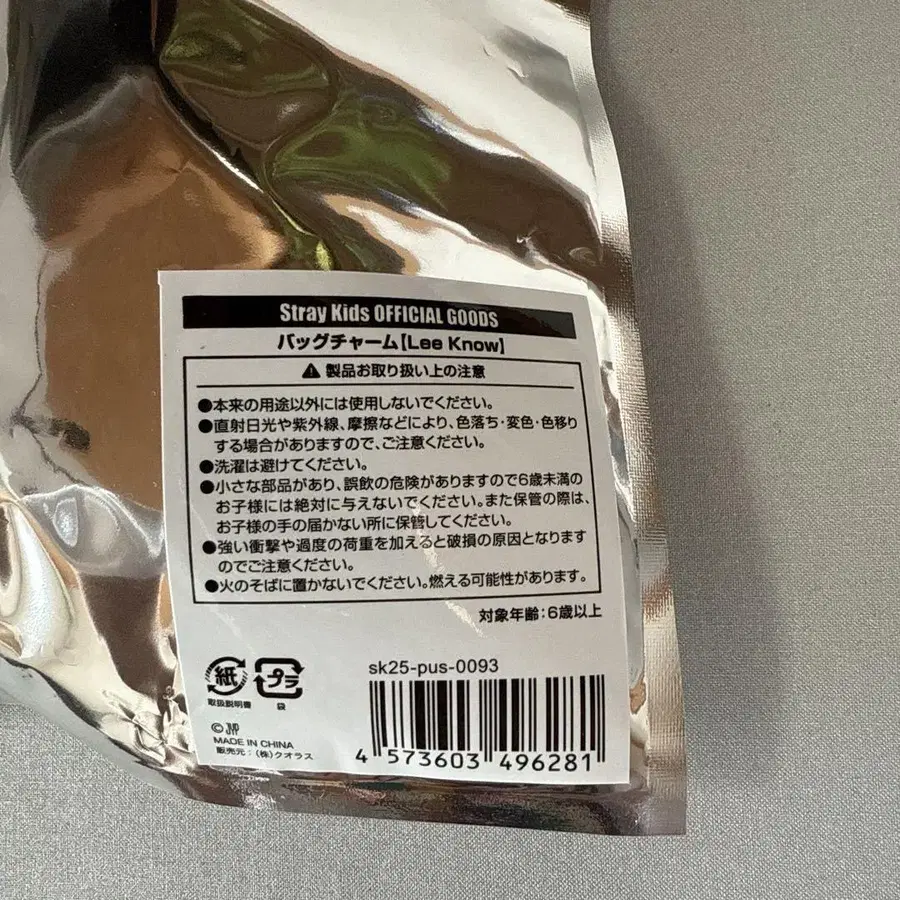 Stray Kids OFFICIAL GOODS
バッグチャーム【Lee Know】
⚠ 製品お取り扱い上の注意
●本来の用途以外には使用しないでください。
●直射日光や紫外線、摩擦などにより、色落ち・変色・色移り
する場合がありますので、ご注意ください。
●洗濯は避けてください。
●小さな部品があり、誤飲の危険がありますので6歳未満の
お子様には絶対に与えないでください。また保管の際は、
お子様の手の届かない所に保管してください。
●強い衝撃や過度の荷重を加えると破損の原因となります
のでご注意ください。
●火のそばに置かないでください。燃える可能性があります。
対象年齢:6歳以上
sk25-pus-0093
紙 プラ
取扱説明書 袋
©JYP
MADE IN CHINA
販売元:(株)クオラス
4 573603 496281